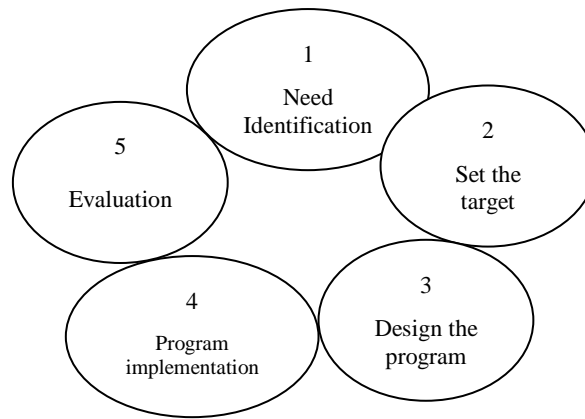 1
Need
Identification
2
Set the
target
3
Design the
program
4
Program
implementation
5
Evaluation